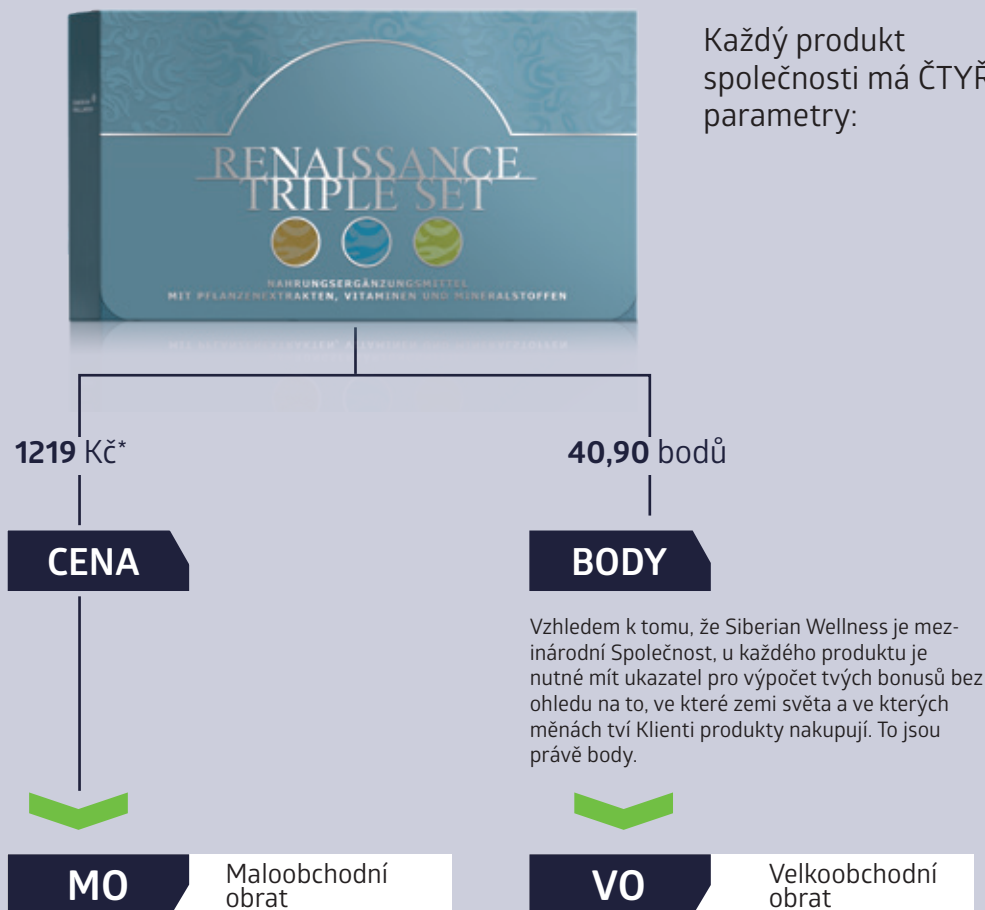 Každý produkt
společnosti má ČTYŘ
parametry:
RENAISSANCE
TRIPLE SET
NAHRUNGSERGÄNZUNGSMITTEL
MIT PFLANZENEXTRAKTEN, VITAMINEN UND MINERALSTOFFEN
1219 Kč*
40,90 bodů
CENA
BODY
Vzhledem k tomu, že Siberian Wellness je mez-
inárodní Společnost, u každého produktu je
nutné mít ukazatel pro výpočet tvých bonusů bez
ohledu na to, ve které zemi světa a ve kterých
měnách tví Klienti produkty nakupují. To jsou
právě body.
MO
Maloobchodní
obrat
VO
Velkoobchodní
obrat